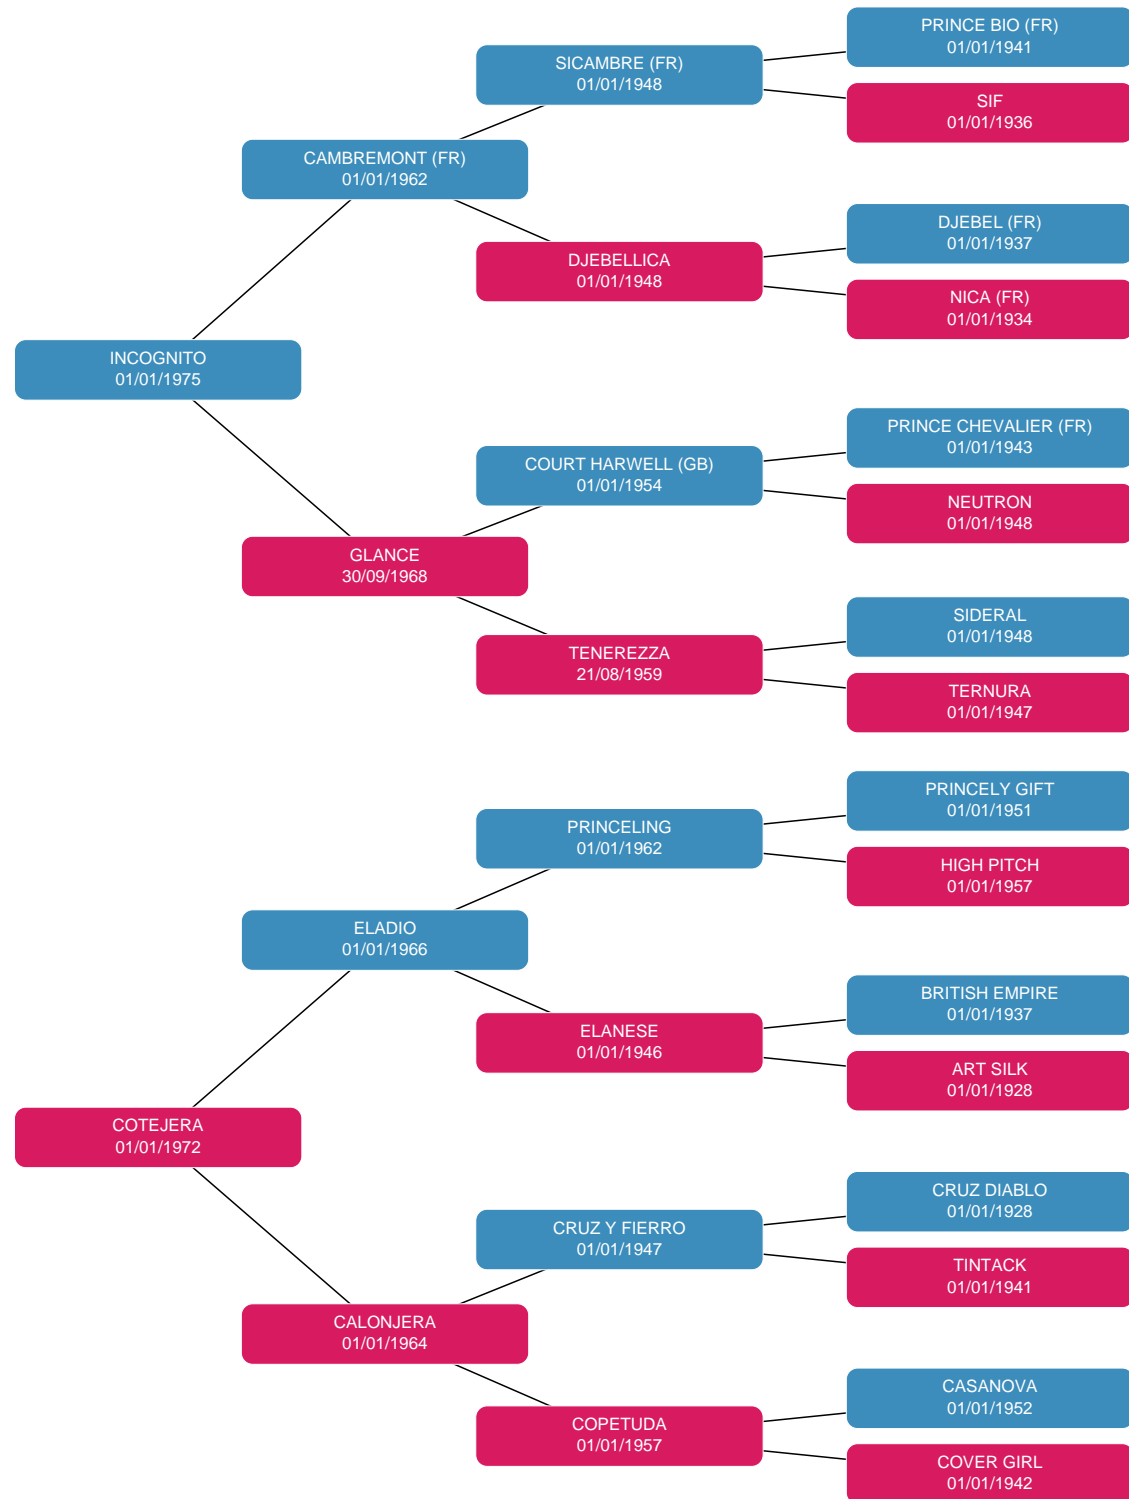 PRINCE BIO (FR)
01/01/1941
SICAMBRE (FR)
01/01/1948
SIF
01/01/1936
CAMBREMONT (FR)
01/01/1962
DJEBEL (FR)
01/01/1937
DJEBELLICA
01/01/1948
NICA (FR)
01/01/1934
INCOGNITO
01/01/1975
PRINCE CHEVALIER (FR)
01/01/1943
COURT HARWELL (GB)
01/01/1954
NEUTRON
01/01/1948
GLANCE
30/09/1968
SIDERAL
01/01/1948
TENEREZZA
21/08/1959
TERNURA
01/01/1947
PRINCELY GIFT
01/01/1951
PRINCELING
01/01/1962
HIGH PITCH
01/01/1957
ELADIO
01/01/1966
BRITISH EMPIRE
01/01/1937
ELANESE
01/01/1946
ART SILK
01/01/1928
COTEJERA
01/01/1972
CRUZ DIABLO
01/01/1928
CRUZ Y FIERRO
01/01/1947
TINTACK
01/01/1941
CALONJERA
01/01/1964
CASANOVA
01/01/1952
COPETUDA
01/01/1957
COVER GIRL
01/01/1942